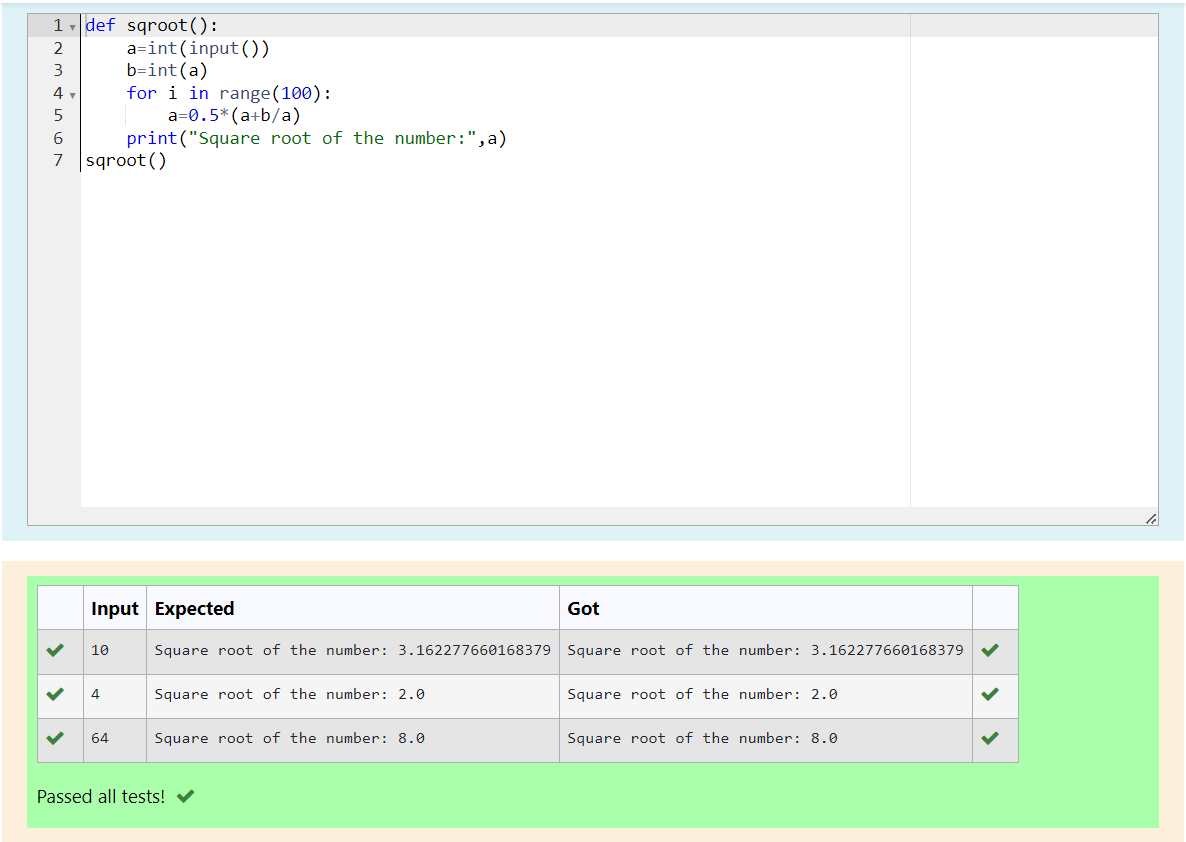 1 def sqroot():
2     a=int(input())
3     b=int(a)
4     for i in range(100):
5         a=0.5*(a+b/a)
6     print("Square root of the number:",a)
7 sqroot()
Input Expected Got
10 Square root of the number: 3.162277660168379 Square root of the number: 3.162277660168379
4 Square root of the number: 2.0 Square root of the number: 2.0
64 Square root of the number: 8.0 Square root of the number: 8.0
Passed all tests!